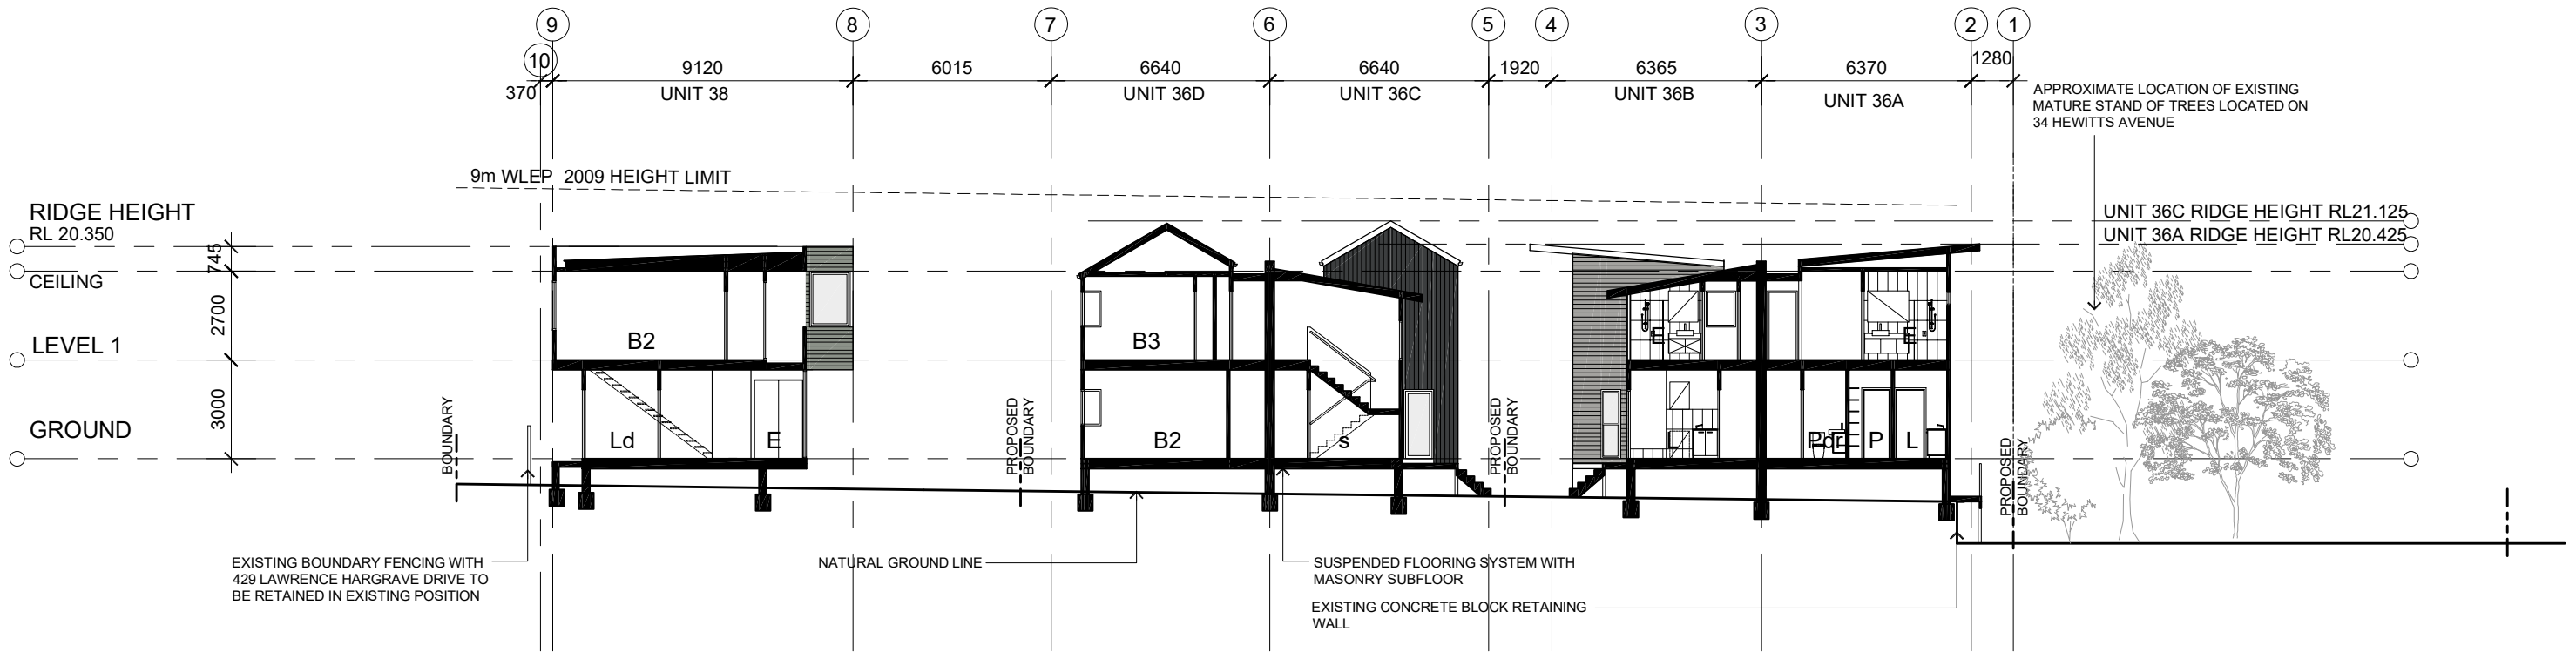 9
8
7
6
5
4
3
2
1
10
9120
6015
6640
6640
1920
6365
6370
1280
370
UNIT 38
UNIT 36D
UNIT 36C
UNIT 36B
UNIT 36A
APPROXIMATE LOCATION OF EXISTING
MATURE STAND OF TREES LOCATED ON
34 HEWITTS AVENUE
9m WLEP 2009 HEIGHT LIMIT
RIDGE HEIGHT
RL 20.350
UNIT 36C RIDGE HEIGHT RL21.125
UNIT 36A RIDGE HEIGHT RL20.425
745
CEILING
2700
LEVEL 1
3000
GROUND
B2
B3
E
E
Ld
E
B2
s
L
Pdr
E
P
L
BOUNDARY
PROPOSED
BOUNDARY
PROPOSED
BOUNDARY
PROPOSED
BOUNDARY
EXISTING BOUNDARY FENCING WITH
429 LAWRENCE HARGRAVE DRIVE TO
BE RETAINED IN EXISTING POSITION
NATURAL GROUND LINE
SUSPENDED FLOORING SYSTEM WITH
MASONRY SUBFLOOR
EXISTING CONCRETE BLOCK RETAINING
WALL